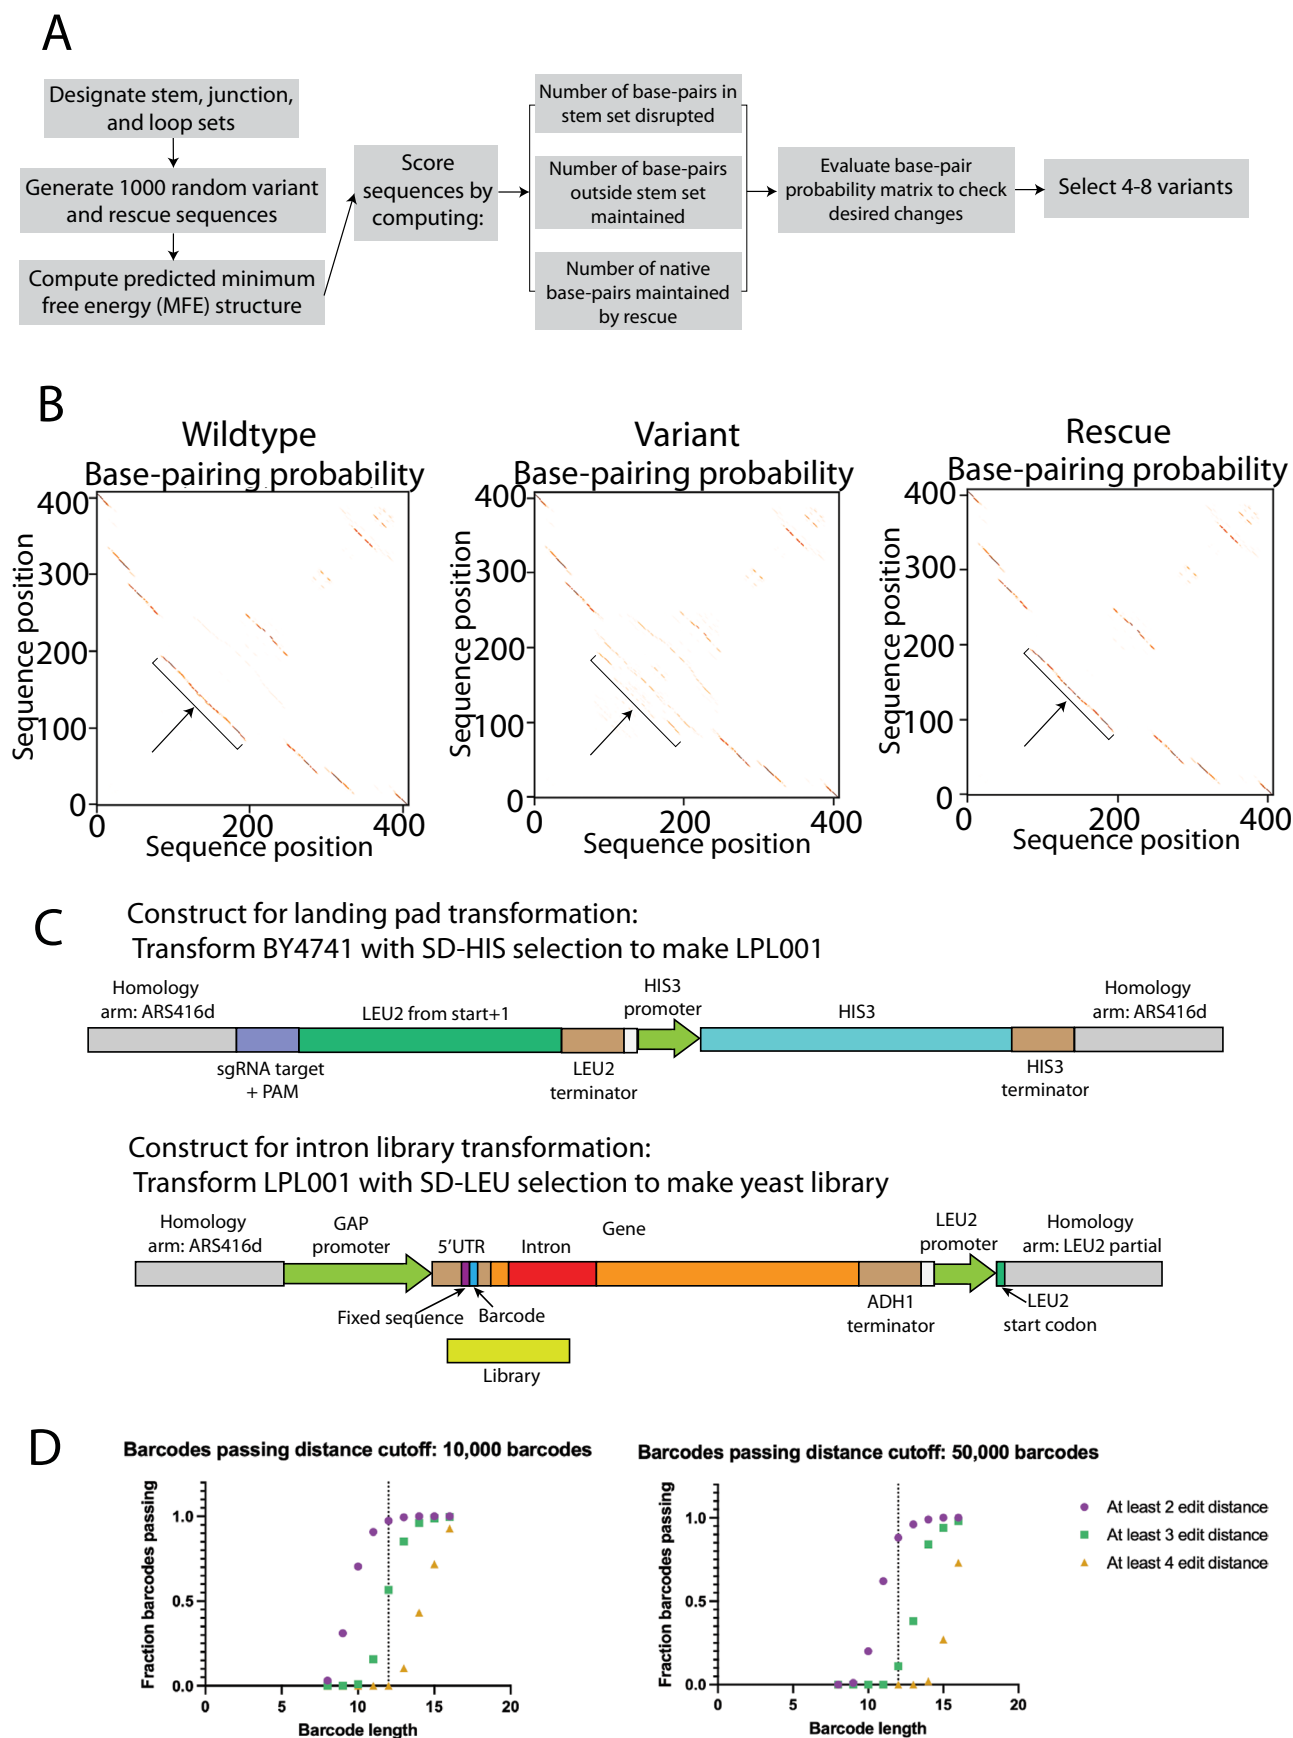 A
Designate stem, junction,
and loop sets
Generate 1000 random variant
and rescue sequences
Compute predicted minimum
free energy (MFE) structure
Score
sequences by
computing:
Number of base-pairs in
stem set disrupted
Number of base-pairs
outside stem set
maintained
Number of native
base-pairs maintained
by rescue
Evaluate base-pair
probability matrix to check
desired changes
Select 4-8 variants
B
Wildtype
Base-pairing probability
Sequence position
400
300
200
100
0
0 200 400
Sequence position
Variant
Base-pairing probability
Sequence position
400
300
200
100
0
0 200 400
Sequence position
Rescue
Base-pairing probability
Sequence position
400
300
200
100
0
0 200 400
Sequence position
C
Construct for landing pad transformation:
Transform BY4741 with SD-HIS selection to make LPL001
Homology
arm: ARS416d
sgRNA target
+ PAM
LEU2 from start+1
LEU2
terminator
HIS3
promoter
HIS3
HIS3
terminator
Homology
arm: ARS416d
Construct for intron library transformation:
Transform LPL001 with SD-LEU selection to make yeast library
Homology
arm: ARS416d
GAP
promoter
5'UTR
Fixed sequence
Barcode
Intron
Library
Gene
ADH1
terminator
LEU2
promoter
LEU2
start codon
Homology
arm: LEU2 partial
D
Barcodes passing distance cutoff: 10,000 barcodes
Fraction barcodes passing
1.0
0.5
0.0
0 5 10 15 20
Barcode length
Barcodes passing distance cutoff: 50,000 barcodes
Fraction barcodes passing
1.0
0.5
0.0
0 5 10 15 20
Barcode length
At least 2 edit distance
At least 3 edit distance
At least 4 edit distance